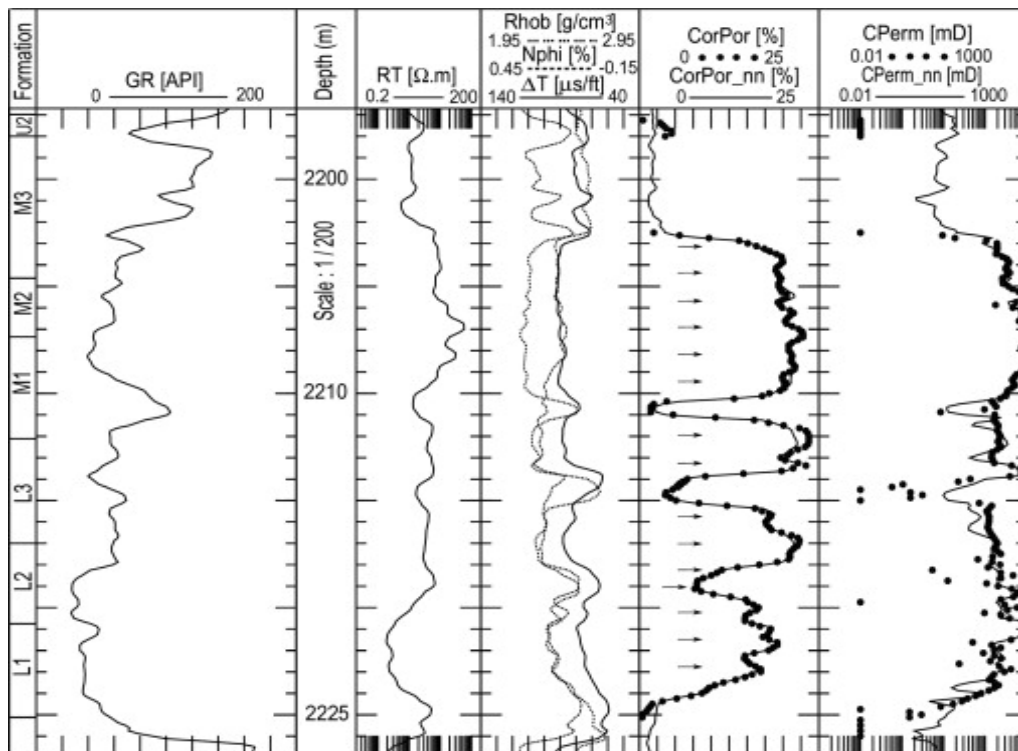 Formation
GR [API]
0 200
Depth (m)
RT [Ω.m]
0.2 200
Rhob [g/cm³]
1.95 2.95
Nphi [%]
0.45 -0.15
ΔT [µs/ft]
140 40
CorPor [%]
0 25
CorPor_nn [%]
0 25
CPerm [mD]
0.01 1000
CPerm_nn [mD]
0.01 1000
U2
M3
M2
M1
L3
L2
L1
2200
Scale : 1 / 200
2210
2225
2225